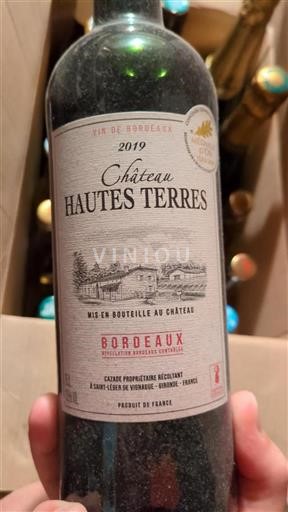 VIN DE BORDEAUX
2019
Château
HAUTES TERRES
VINIOU
MIS EN BOUTEILLE AU CHÂTEAU
BORDEAUX
APPELLATION BORDEAUX CONTRÔLÉE
CAZADE PROPRIÉTAIRE RÉCOLTANT
À SAINT-LÉGER DE VIGNAGUE - GIRONDE - FRANCE
PRODUIT DE FRANCE